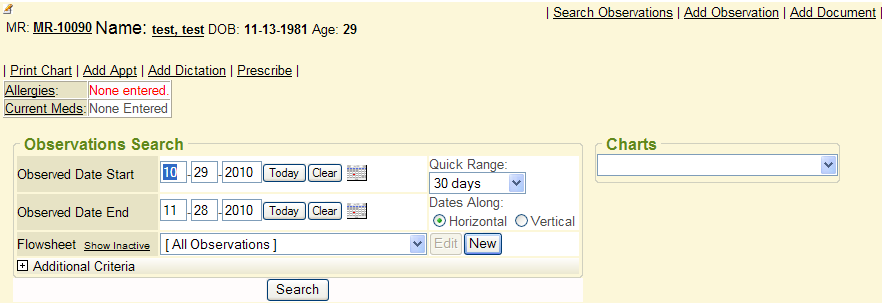 | Search Observations | Add Observation | Add Document |
MR: MR-10090 Name: test, test DOB: 11-13-1981 Age: 29
| Print Chart | Add Appt | Add Dictation | Prescribe |
Allergies: None entered.
Current Meds: None Entered
Observations Search
Observed Date Start 10 - 29 - 2010 Today Clear
Quick Range:
30 days
Observed Date End 11 - 28 - 2010 Today Clear
Dates Along:
Horizontal Vertical
Flowsheet Show Inactive [ All Observations ] Edit New
+ Additional Criteria
Search
Charts